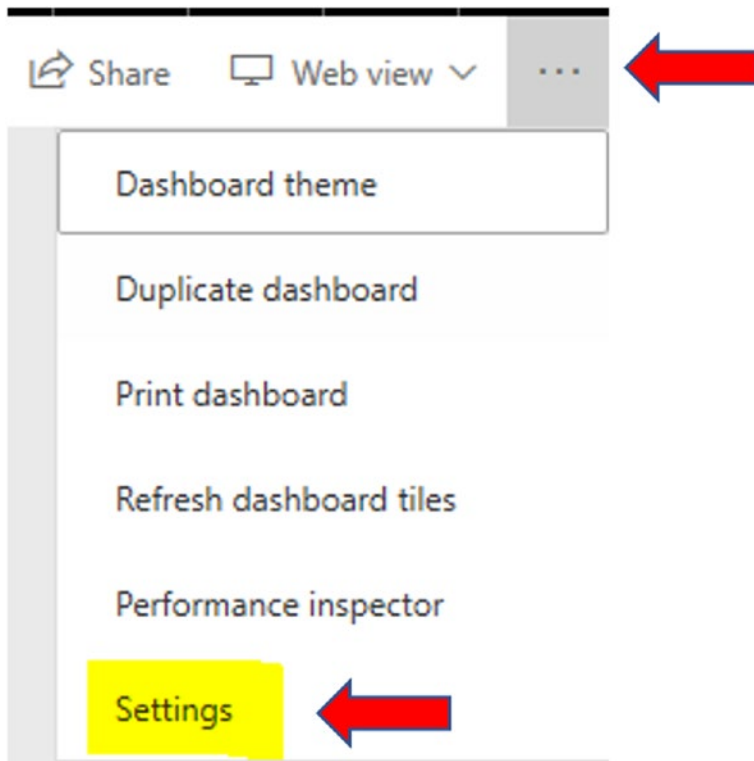 Share Web view ...
Dashboard theme
Duplicate dashboard
Print dashboard
Refresh dashboard tiles
Performance inspector
Settings